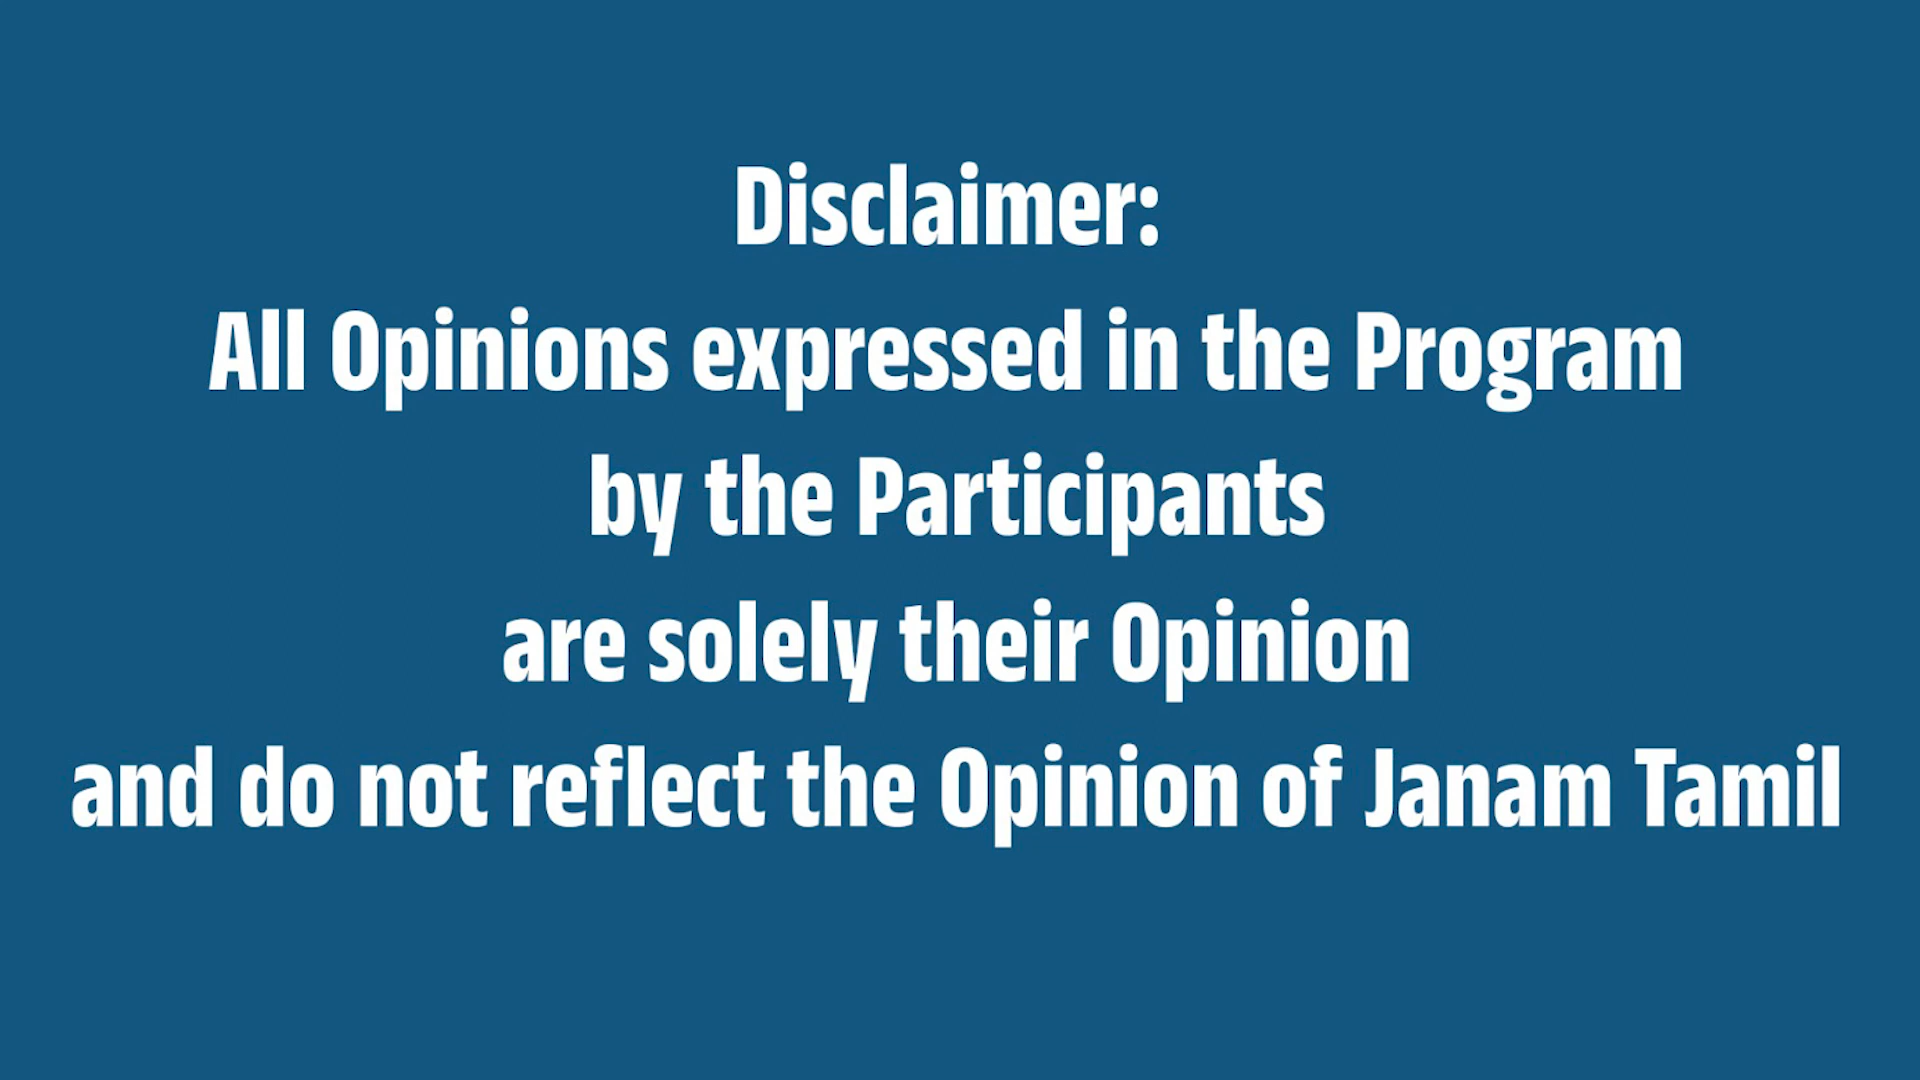 Disclaimer:
All Opinions expressed in the Program
by the Participants
are solely their Opinion
and do not reflect the Opinion of Janam Tamil